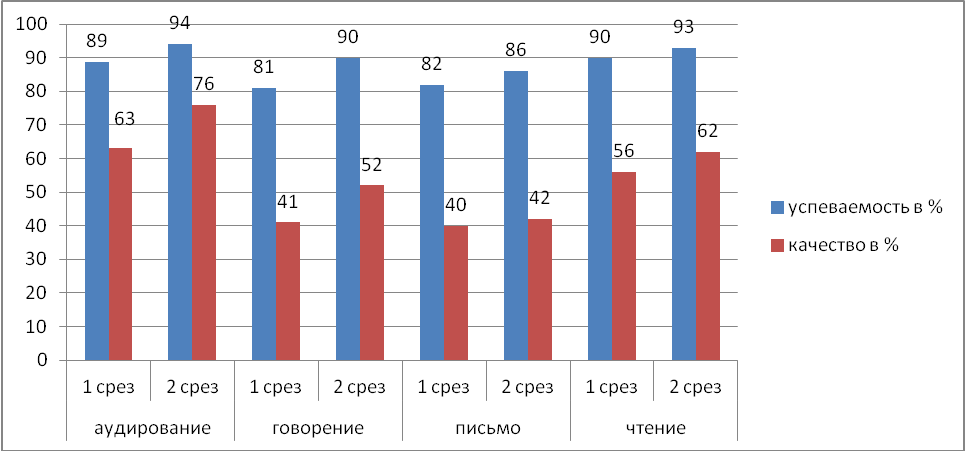 100
90
80
70
60
50
40
30
20
10
0
89
63
94
76
81
41
90
52
82
40
86
42
90
56
93
62
1 срез
2 срез
1 срез
2 срез
1 срез
2 срез
1 срез
2 срез
аудирование
говорение
письмо
чтение
успеваемость в %
качество в %